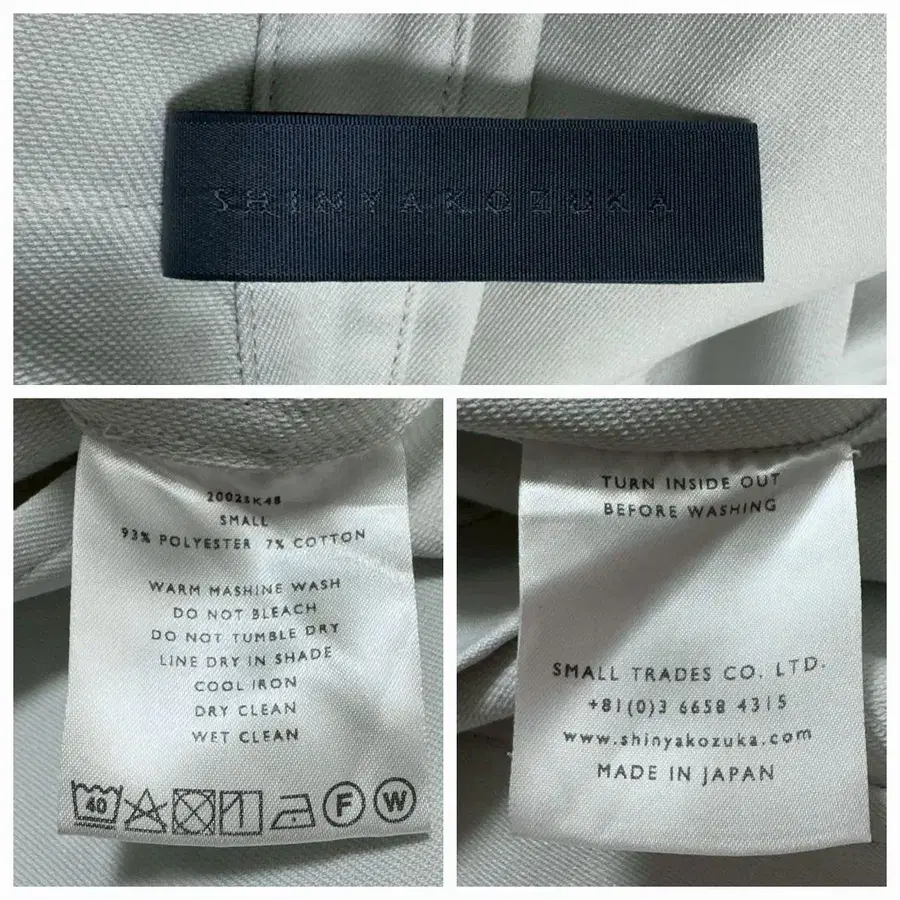 SHINYAKOZUKA
2002SK48
SMALL
93% POLYESTER 7% COTTON
WARM MASHINE WASH
DO NOT BLEACH
DO NOT TUMBLE DRY
LINE DRY IN SHADE
COOL IRON
DRY CLEAN
WET CLEAN
40 F W
TURN INSIDE OUT
BEFORE WASHING
SMALL TRADES CO. LTD.
+81(0)3 6658 4315
www.shinyakozuka.com
MADE IN JAPAN